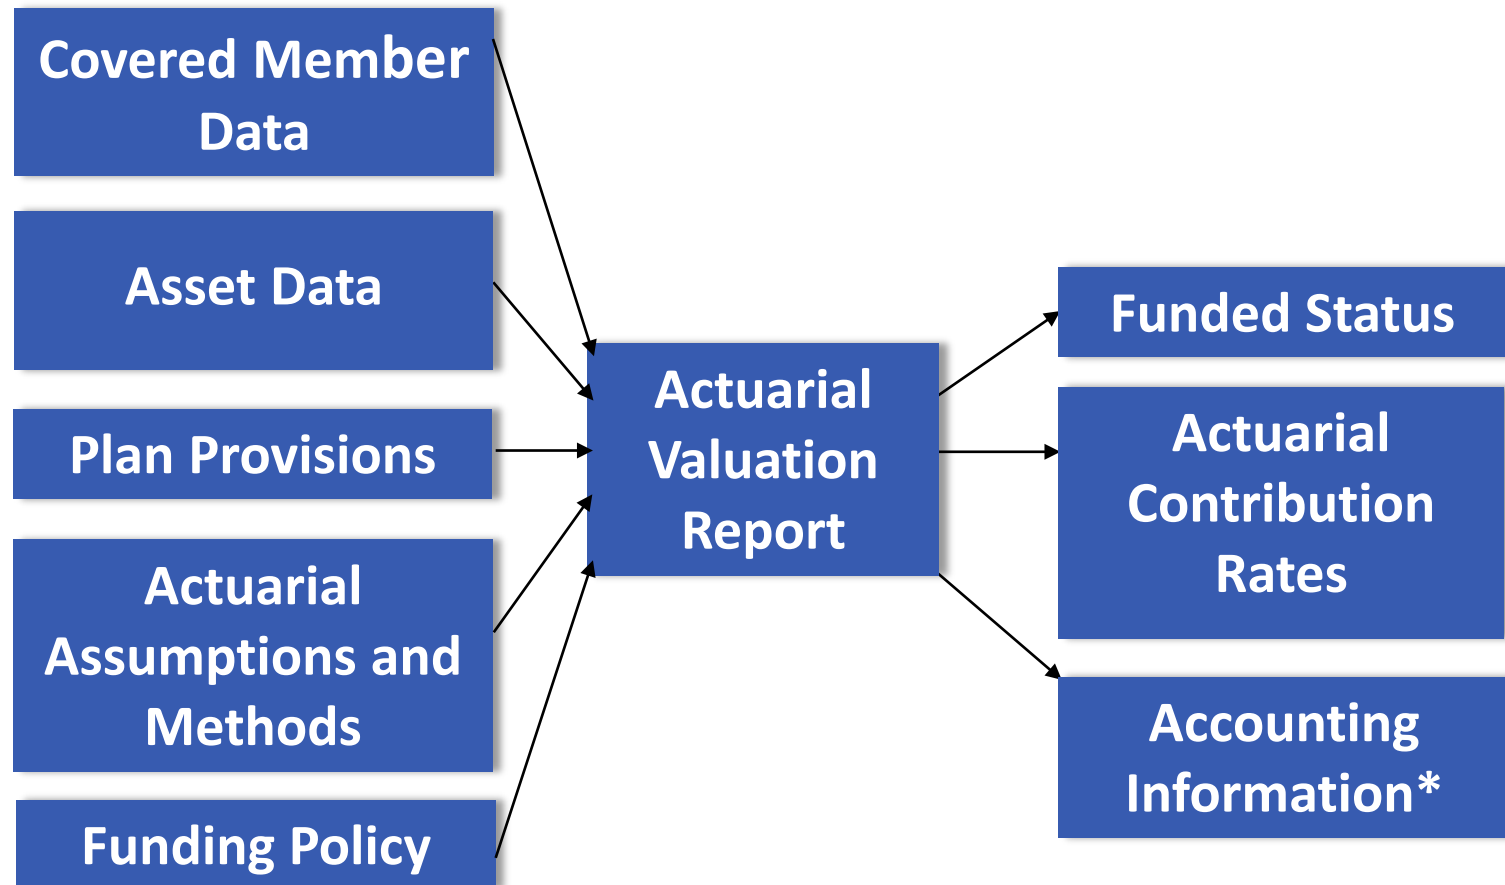 Covered Member
Data
Asset Data
Plan Provisions
Actuarial
Assumptions and
Methods
Funding Policy
Actuarial
Valuation
Report
Funded Status
Actuarial
Contribution
Rates
Accounting
Information*